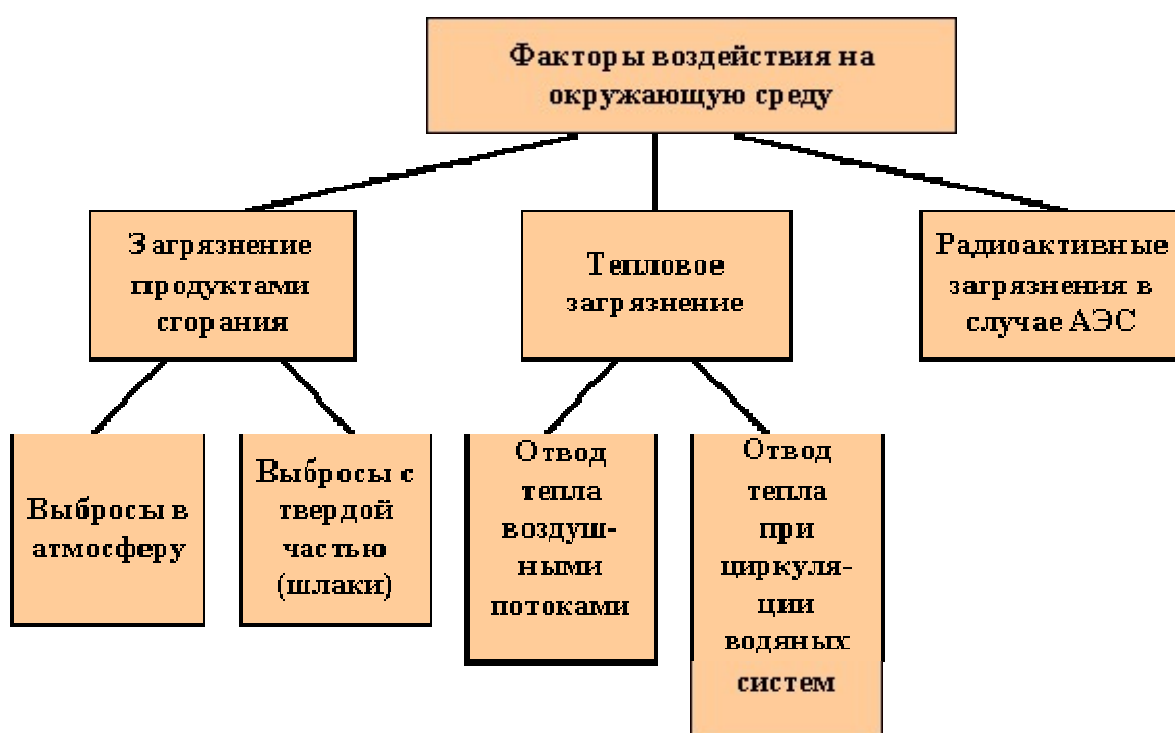 Факторы воздействия на
окружающую среду
Загрязнение
продуктами
сгорания
Тепловое
загрязнение
Радиоактивные
загрязнения в
случае АЭС
Выбросы в
атмосферу
Выбросы с
твердой
частью
(шлаки)
Отвод
тепла
воздуш-
ными
потоками
Отвод
тепла
при
циркуля-
ции
водяных
систем